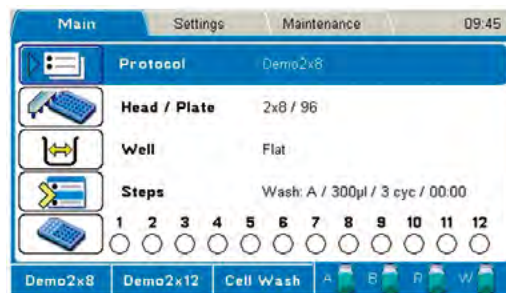 Main Settings Maintenance 09:45
Protocol Demo2x8
Head / Plate 2x8 / 96
Well Flat
Steps Wash: A / 300µl / 3 cyc / 00:00
1 2 3 4 5 6 7 8 9 10 11 12
Demo2x8 Demo2x12 Cell Wash A B R W